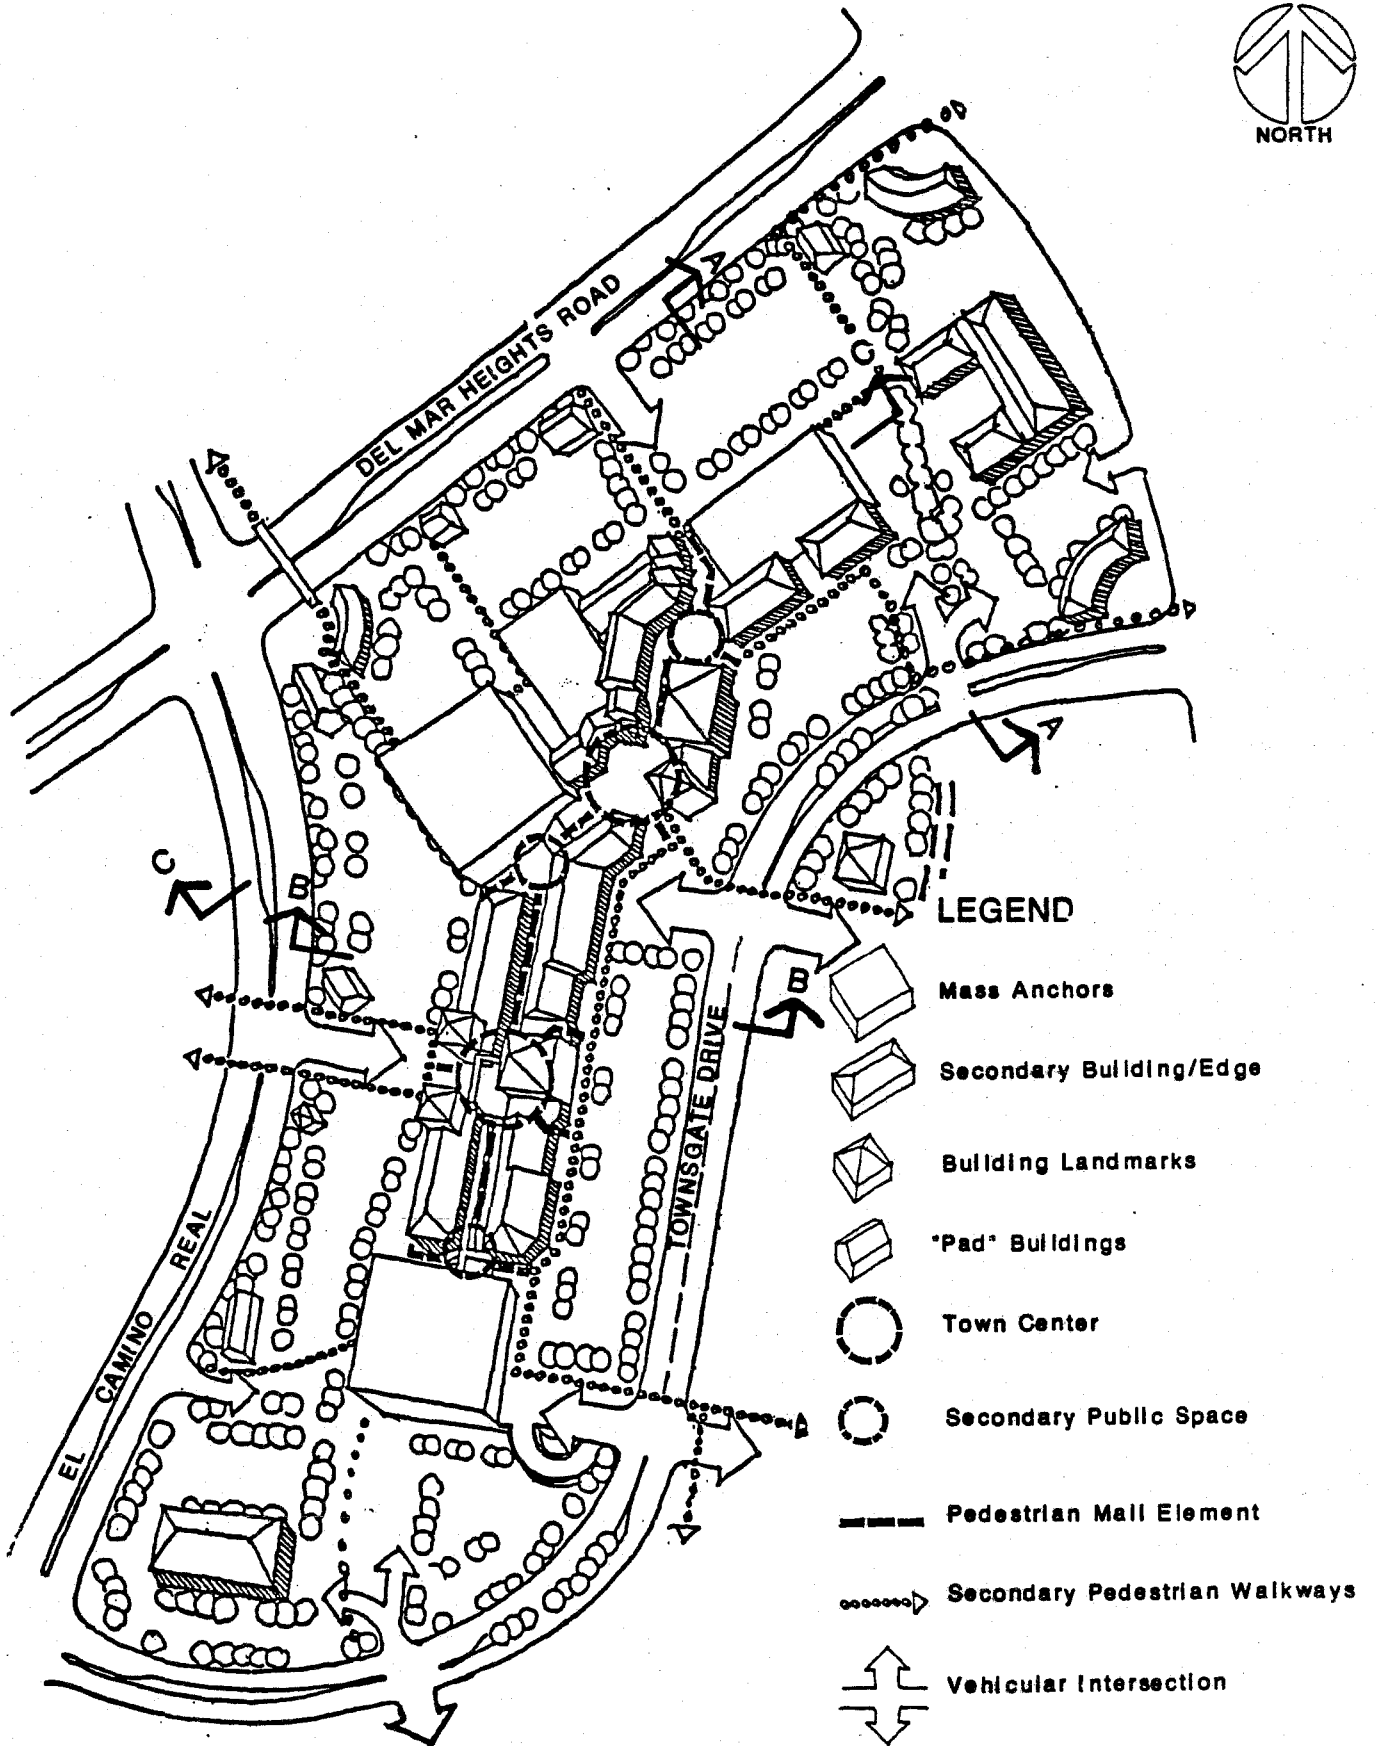 NORTH
A
DEL MAR HEIGHTS ROAD
C
A
C
B
LEGEND
B
Mass Anchors
TOWNSGATE DRIVE
Secondary Building/Edge
Building Landmarks
"Pad" Buildings
EL CAMINO REAL
Town Center
Secondary Public Space
Pedestrian Mall Element
Secondary Pedestrian Walkways
Vehicular Intersection